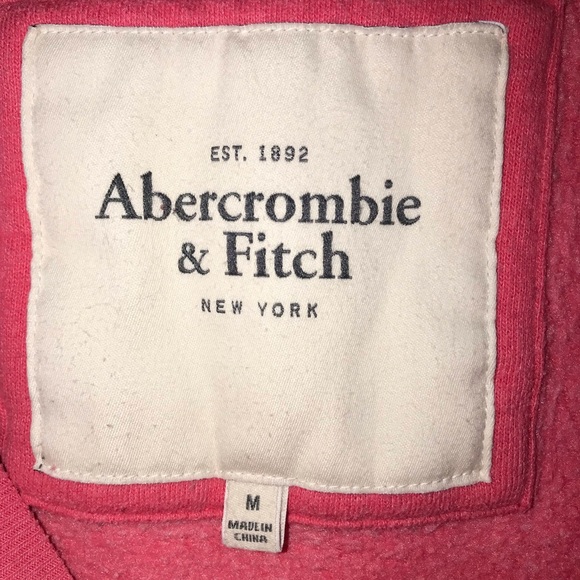 EST. 1892
Abercrombie
& Fitch
NEW YORK
M
MADE IN
CHINA